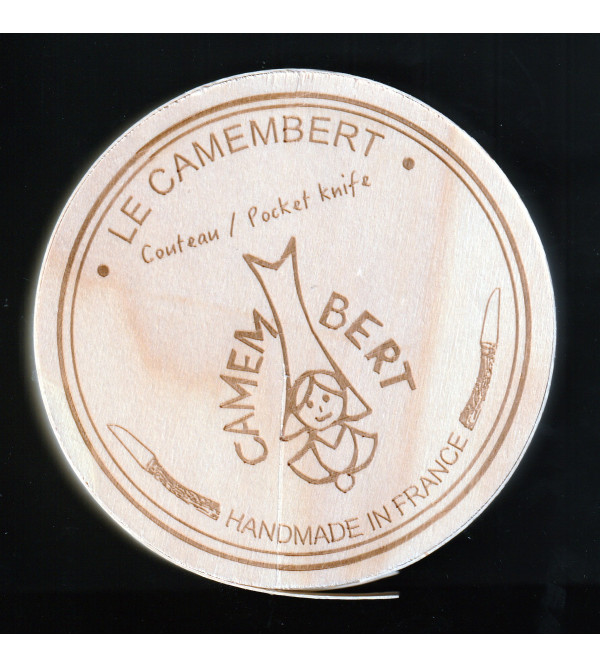 LE CAMEMBERT
Couteau / Pocket knife
CAMEM
BERT
HANDMADE IN FRANCE